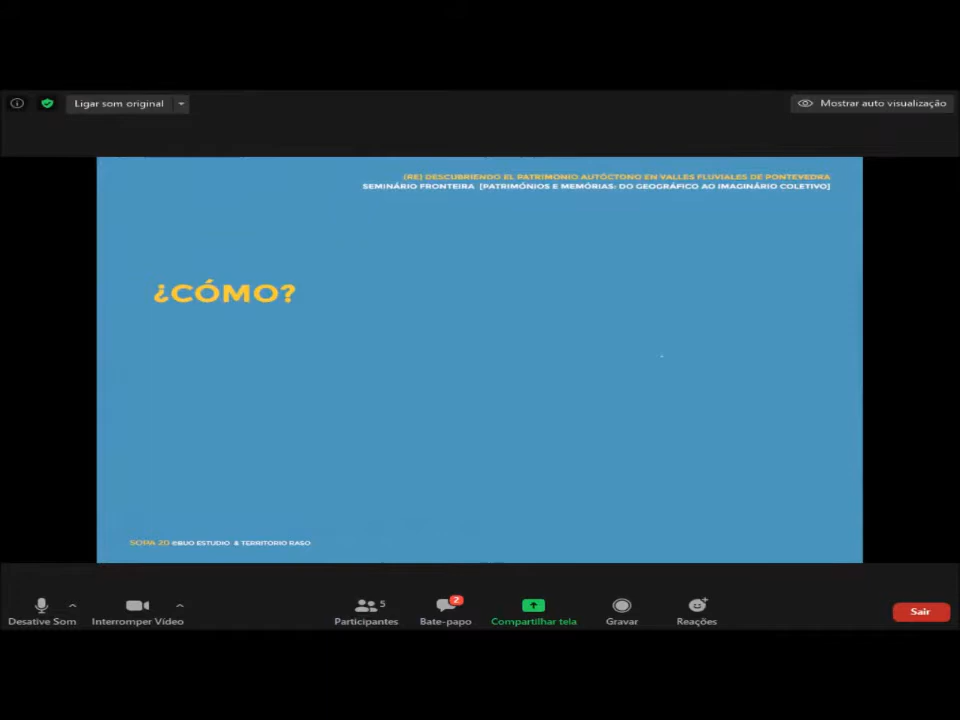 Ligar som original
Mostrar auto visualização
(RE) DESCUBRIENDO EL PATRIMONIO AUTÓCTONO EN VALLES FLUVIALES DE PONTEVEDRA
SEMINÁRIO FRONTEIRA [PATRIMÓNIOS E MEMÓRIAS: DO GEOGRÁFICO AO IMAGINÁRIO COLETIVO]
¿CÓMO?
20 ESTUDIO & TERRITORIO RASO
5
2
Desative Som
Interromper Vídeo
Participantes
Bate-papo
Compartilhar tela
Gravar
Reações
Sair